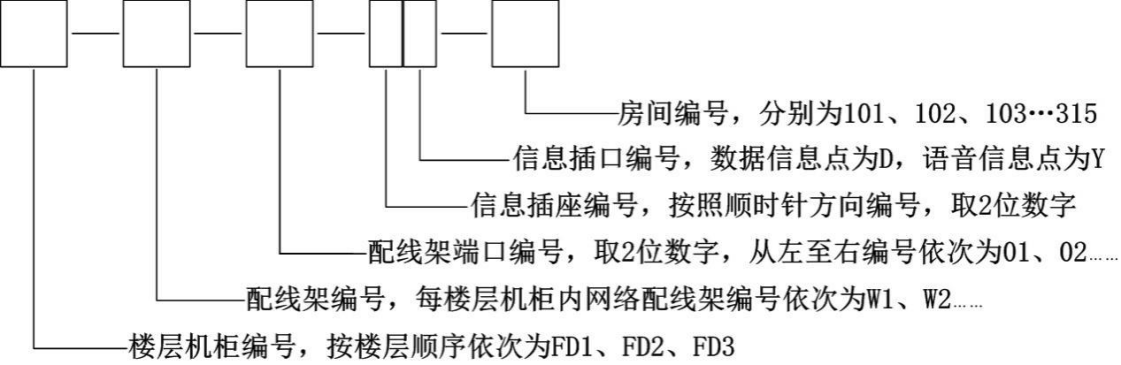 房间编号，分别为101、102、103…315
信息插口编号，数据信息点为D，语音信息点为Y
信息插座编号，按照顺时针方向编号，取2位数字
配线架端口编号，取2位数字，从左至右编号依次为01、02……
配线架编号，每楼层机柜内网络配线架编号依次为W1、W2……
楼层机柜编号，按楼层顺序依次为FD1、FD2、FD3